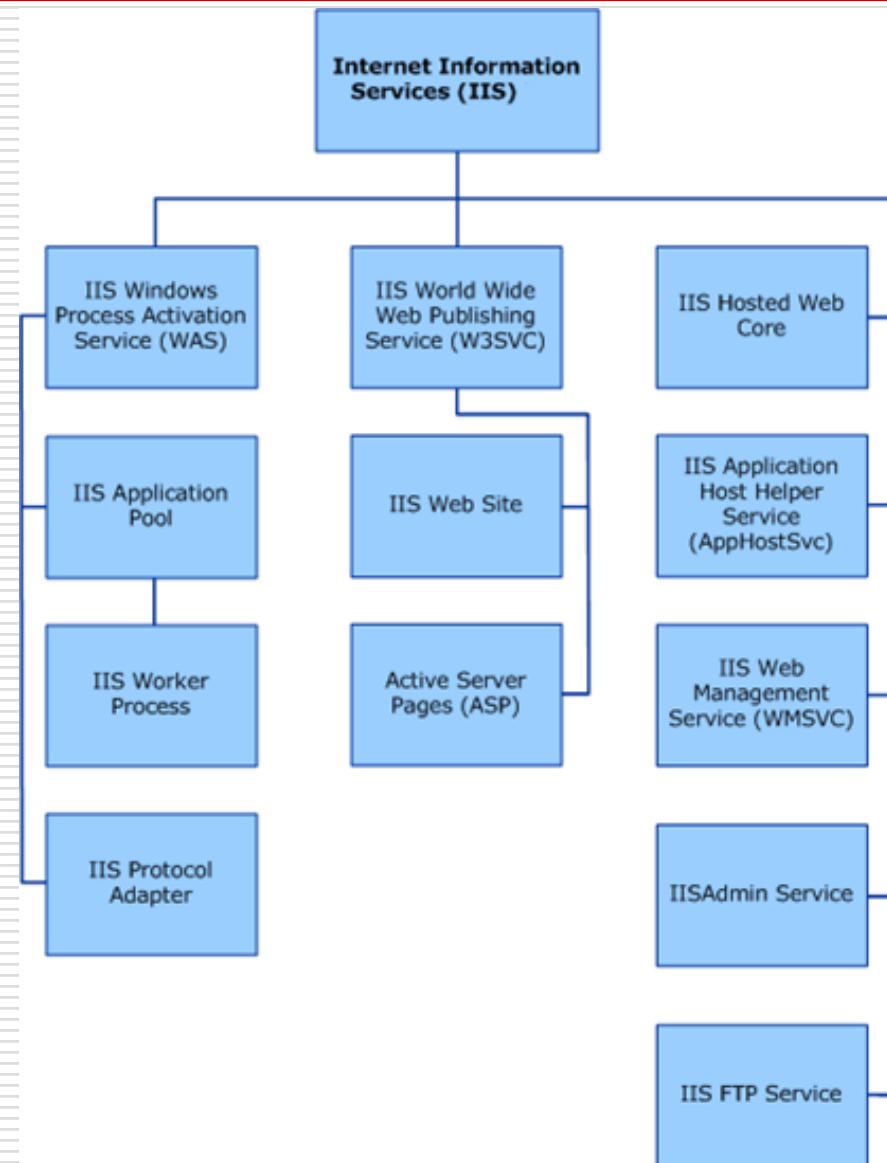 Internet Information
Services (IIS)
IIS Windows
Process Activation
Service (WAS)
IIS World Wide
Web Publishing
Service (W3SVC)
IIS Hosted Web
Core
IIS Application
Pool
IIS Web Site
IIS Application
Host Helper
Service
(AppHostSvc)
IIS Worker
Process
Active Server
Pages (ASP)
IIS Web
Management
Service (WMSVC)
IIS Protocol
Adapter
IISAdmin Service
IIS FTP Service